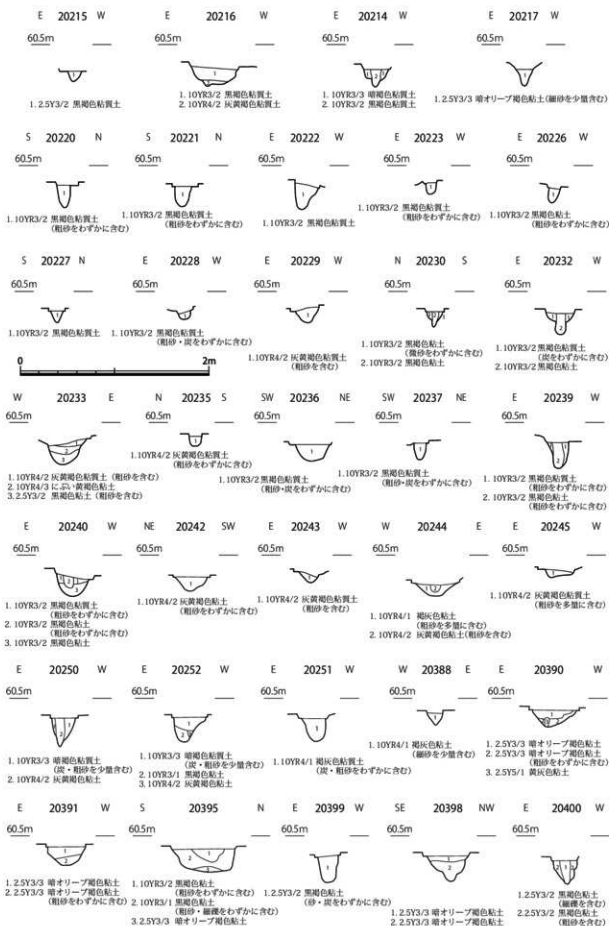 E 20215 W
E 20216 W
E 20214 W
E 20217 W
60.5m
60.5m
60.5m
60.5m
1. 2.5Y3/2 黒褐色粘質土
1. 10YR3/2 黒褐色粘質土
2. 10YR4/2 灰黄褐色粘質土
1. 10YR3/3 暗褐色粘質土
2. 10YR3/2 黒褐色粘質土
1. 2.5Y3/3 暗オリーブ褐色粘土(細砂を少量含む)
S 20220 N
S 20221 N
E 20222 W
E 20223 W
E 20226 W
60.5m
60.5m
60.5m
60.5m
60.5m
1. 10YR3/2 黒褐色粘質土
(粗砂をわずかに含む)
1. 10YR3/2 黒褐色粘質土
(粗砂をわずかに含む)
1. 10YR3/2 黒褐色粘質土
1. 10YR3/2 黒褐色粘質土
(粗砂をわずかに含む)
1. 10YR3/2 黒褐色粘質土
(粗砂をわずかに含む)
S 20227 N
E 20228 W
E 20229 W
N 20230 S
E 20232 W
60.5m
60.5m
60.5m
60.5m
60.5m
1. 10YR3/2 黒褐色粘質土
1. 10YR3/2 黒褐色粘質土
(粗砂・炭をわずかに含む)
1. 10YR4/2 灰黄褐色粘質土
(粗砂を含む)
1. 10YR3/2 黒褐色粘土
(微砂をわずかに含む)
2. 10YR3/2 黒褐色粘土
1. 10YR3/2 黒褐色粘質土
(炭をわずかに含む)
2. 10YR3/2 黒褐色粘土
0 2m
W 20233 E
N 20235 S
SW 20236 NE
SW 20237 NE
E 20239 W
60.5m
60.5m
60.5m
60.5m
60.5m
1. 10YR4/2 灰黄褐色粘質土 (粗砂を含む)
2. 10YR4/3 にぶい黄褐色粘土
3. 2.5Y3/2 黒褐色粘土 (粗砂を含む)
1. 10YR4/2 灰黄褐色粘質土
(粗砂をわずかに含む)
1. 10YR3/2 黒褐色粘質土
(粗砂・炭をわずかに含む)
1. 10YR3/2 黒褐色粘質土
(粗砂・炭をわずかに含む)
1. 10YR3/2 黒褐色粘質土
(粗砂をわずかに含む)
2. 10YR3/2 黒褐色粘土
(粗砂をわずかに含む)
E 20240 W
NE 20242 SW
E 20243 W
W 20244 E
E 20245 W
60.5m
60.5m
60.5m
60.5m
60.5m
1. 10YR3/2 黒褐色粘質土
(粗砂をわずかに含む)
2. 10YR3/2 黒褐色粘土
(粗砂をわずかに含む)
3. 10YR3/2 黒褐色粘土
1. 10YR4/2 灰黄褐色粘質土
(粗砂をわずかに含む)
1. 10YR4/2 灰黄褐色粘質土
(粗砂を含む)
1. 10YR4/1 褐灰色粘土
(粗砂を多量に含む)
2. 10YR4/2 灰黄褐色粘土(粗砂を含む)
1. 10YR4/2 灰黄褐色粘質土
(粗砂を多量に含む)
E 20250 W
E 20252 W
E 20251 W
W 20388 E
E 20390 W
60.5m
60.5m
60.5m
60.5m
60.5m
1. 10YR3/3 暗褐色粘質土
(炭・粗砂を少量含む)
2. 10YR4/2 灰黄褐色粘土
1. 10YR3/3 暗褐色粘質土
(炭・粗砂を少量含む)
2. 10YR3/1 黒褐色粘土
3. 10YR4/2 灰黄褐色粘土
1. 10YR4/1 褐灰色粘質土
(炭・粗砂をわずかに含む)
1. 10YR4/1 褐灰色粘土
(細砂を少量含む)
1. 2.5Y3/3 暗オリーブ褐色粘土
2. 2.5Y3/3 暗オリーブ褐色粘土
(粗砂をわずかに含む)
3. 2.5Y5/1 黄灰色粘土
E 20391 W
S 20395 N
E 20399 W
SE 20398 NW
E 20400 W
60.5m
60.5m
60.5m
60.5m
60.5m
1. 2.5Y3/3 暗オリーブ褐色粘土
2. 2.5Y3/3 暗オリーブ褐色粘土
(粗砂をわずかに含む)
1. 10YR3/2 黒褐色粘土
(粗砂をわずかに含む)
2. 10YR3/1 黒褐色粘土
(粗砂・細礫をわずかに含む)
3. 2.5Y3/3 暗オリーブ褐色粘土
1. 2.5Y3/2 黒褐色粘土
(砂・炭をわずかに含む)
1. 2.5Y3/3 暗オリーブ褐色粘土
2. 2.5Y3/3 暗オリーブ褐色粘土
1. 2.5Y3/2 黒褐色粘土
(細礫を含む)
2. 2.5Y3/2 黒褐色粘土
(粗砂を含む)